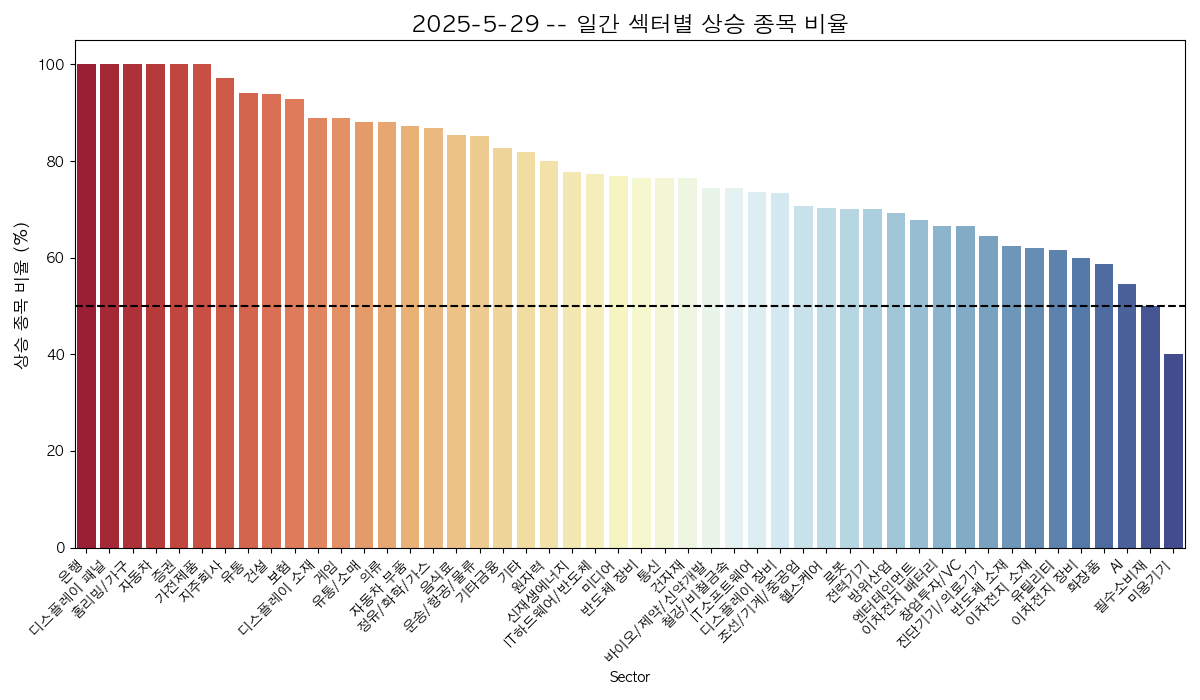 2025-5-29 -- 일간 섹터별 상승 종목 비율
상승 종목 비율 (%)
100
80
60
40
20
0
은행
디스플레이 패널
홈리빙/가구
자동차
증권
가전제품
지주회사
유통
건설
보험
디스플레이 소재
게임
유통/소매
의류
자동차 부품
정유/화학/가스
음식료
운송/항공/물류
기타금융
기타
원자력
신재생에너지
IT하드웨어/반도체
미디어
반도체 장비
통신
건자재
바이오/제약/신약개발
철강/비철금속
IT소프트웨어
디스플레이 장비
조선/기계/중공업
헬스케어
로봇
전력기기
방위산업
엔터테인먼트
이차전지 배터리
창업투자/VC
진단기기/의료기기
반도체 소재
이차전지 소재
유틸리티
이차전지 장비
화장품
AI
필수소비재
미용기기
Sector